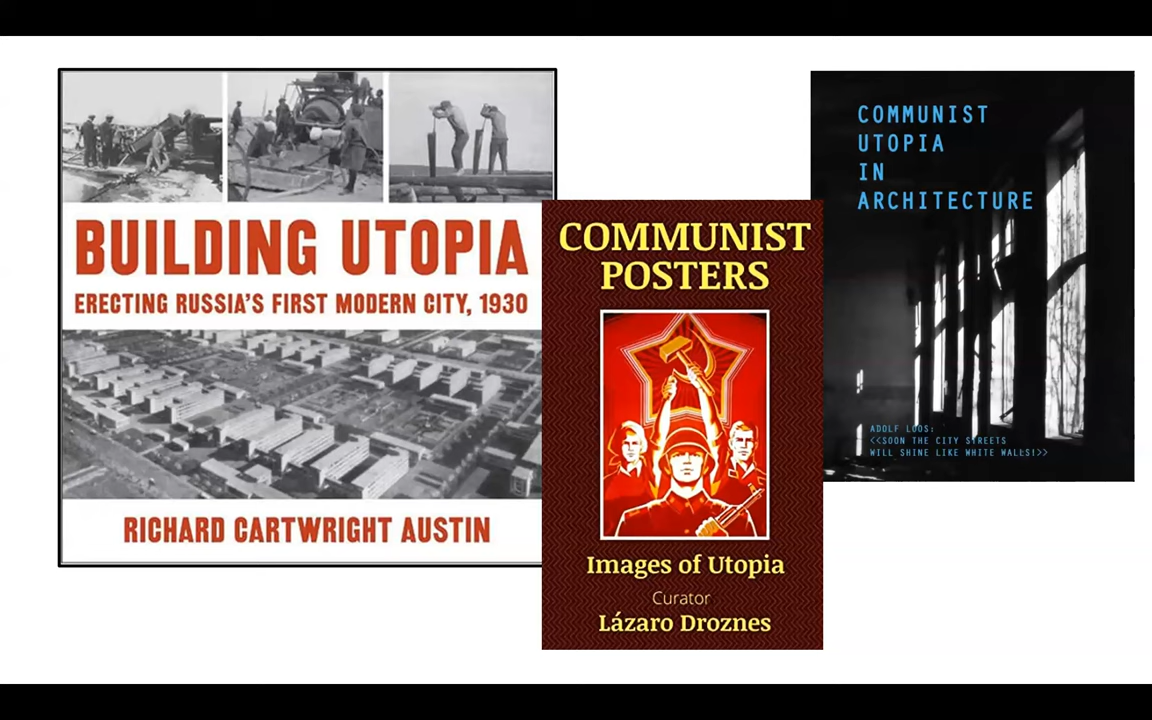 BUILDING UTOPIA
ERECTING RUSSIA'S FIRST MODERN CITY, 1930
RICHARD CARTWRIGHT AUSTIN
COMMUNIST
POSTERS
Images of Utopia
Curator
Lázaro Droznes
COMMUNIST
UTOPIA
IN
ARCHITECTURE
ADOLF LOOS:
<<SOON THE CITY STREETS
WILL SHINE LIKE WHITE WALLS!>>